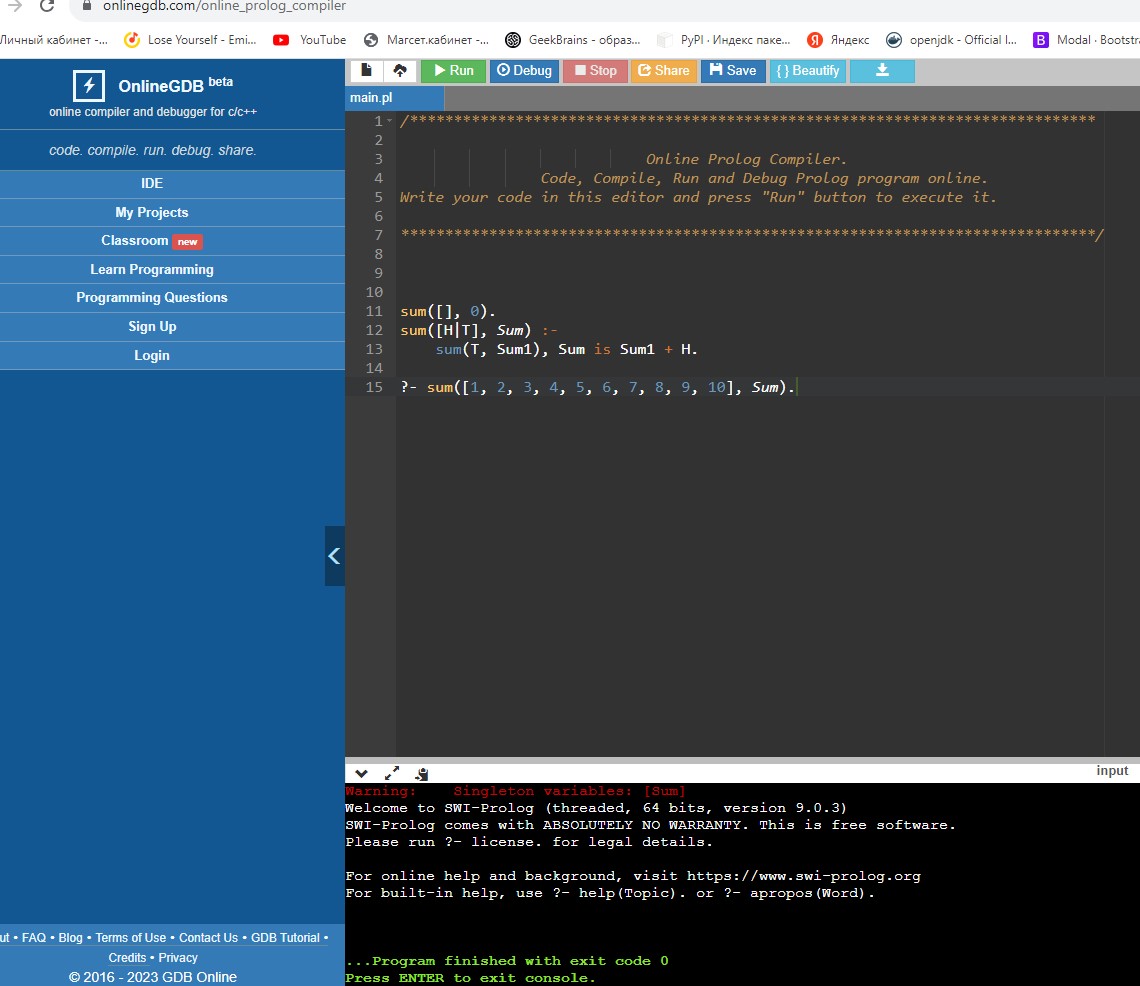 onlinegdb.com/online_prolog_compiler
Личный кабинет -... Lose Yourself - Emi... YouTube Магсет.кабинет -... GeekBrains - образ... PyPI · Индекс паке... Яндекс openjdk - Official I... Modal · Bootstra
OnlineGDB beta
online compiler and debugger for c/c++
code. compile. run. debug. share.
IDE
My Projects
Classroom new
Learn Programming
Programming Questions
Sign Up
Login
ut • FAQ • Blog • Terms of Use • Contact Us • GDB Tutorial •
Credits • Privacy
© 2016 - 2023 GDB Online
Run Debug Stop Share Save { } Beautify
main.pl
1 /******************************************************************************
2
3 Online Prolog Compiler.
4 Code, Compile, Run and Debug Prolog program online.
5 Write your code in this editor and press "Run" button to execute it.
6
7 *******************************************************************************/
8
9
10
11 sum([], 0).
12 sum([H|T], Sum) :-
13 sum(T, Sum1), Sum is Sum1 + H.
14
15 ?- sum([1, 2, 3, 4, 5, 6, 7, 8, 9, 10], Sum).
input
Warning: Singleton variables: [Sum]
Welcome to SWI-Prolog (threaded, 64 bits, version 9.0.3)
SWI-Prolog comes with ABSOLUTELY NO WARRANTY. This is free software.
Please run ?- license. for legal details.
For online help and background, visit https://www.swi-prolog.org
For built-in help, use ?- help(Topic). or ?- apropos(Word).
...Program finished with exit code 0
Press ENTER to exit console.